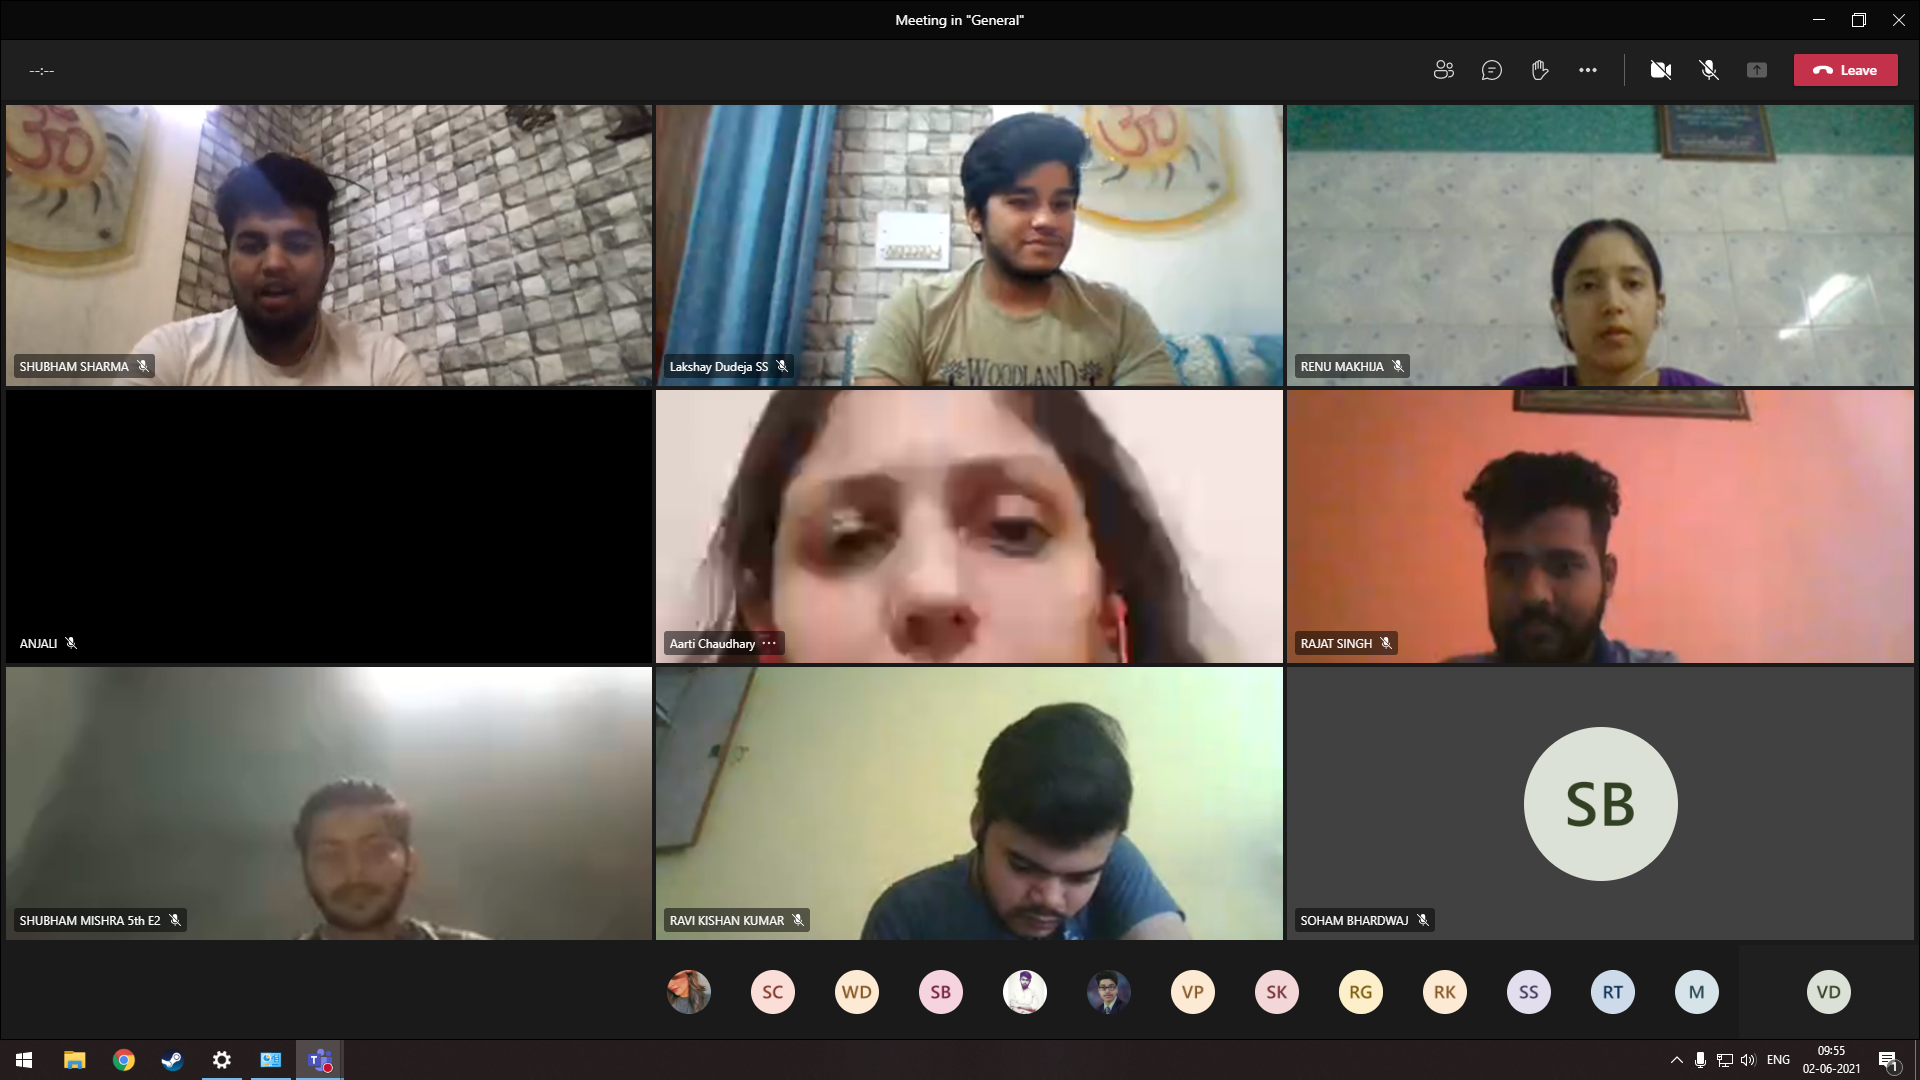 Meeting in "General"
--:--
Leave
ॐ
ॐ
WOODLAND
SHUBHAM SHARMA
Lakshay Dudeja SS
RENU MAKHIJA
ANJALI
Aarti Chaudhary ...
RAJAT SINGH
SB
SHUBHAM MISHRA 5th E2
RAVI KISHAN KUMAR
SOHAM BHARDWAJ
SC WD SB VP SK RG RK SS RT M VD
ENG
09:55
02-06-2021
1